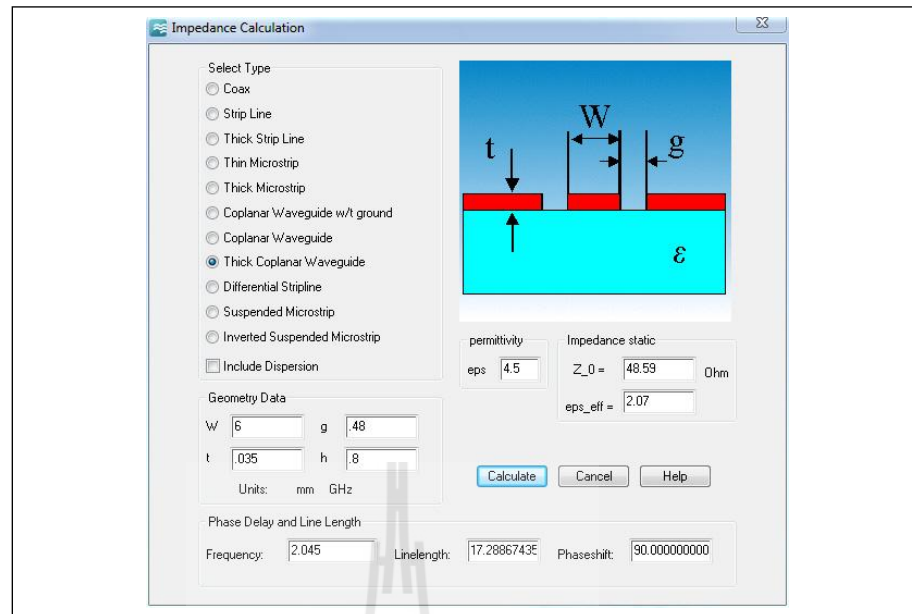 Impedance Calculation
Select Type
Coax
Strip Line
Thick Strip Line
Thin Microstrip
Thick Microstrip
Coplanar Waveguide w/t ground
Coplanar Waveguide
Thick Coplanar Waveguide
Differential Stripline
Suspended Microstrip
Inverted Suspended Microstrip
Include Dispersion
W
t
g
ε
permittivity
eps 4.5
Impedance static
Z_0 = 48.59 Ohm
eps_eff = 2.07
Geometry Data
W 6 g .48
t .035 h .8
Units: mm GHz
Calculate Cancel Help
Phase Delay and Line Length
Frequency: 2.045 Linelength: 17.28867435 Phaseshift: 90.000000000